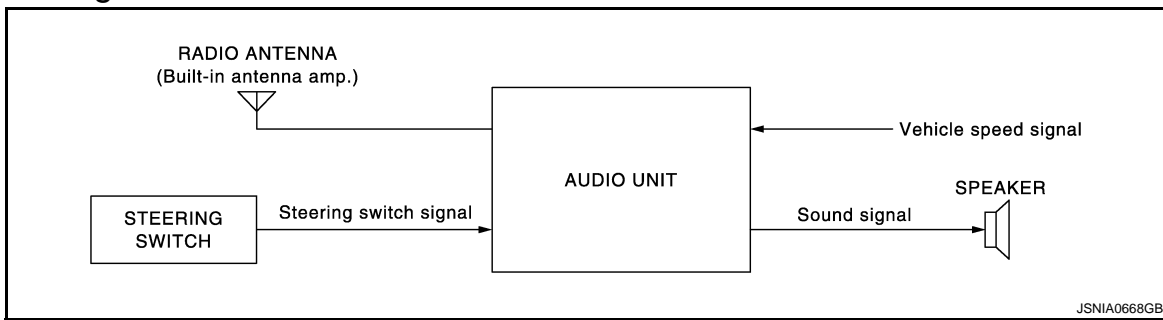 RADIO ANTENNA
(Built-in antenna amp.)
Vehicle speed signal
AUDIO UNIT
SPEAKER
STEERING
SWITCH
Steering switch signal
Sound signal
JSNIA0668GB